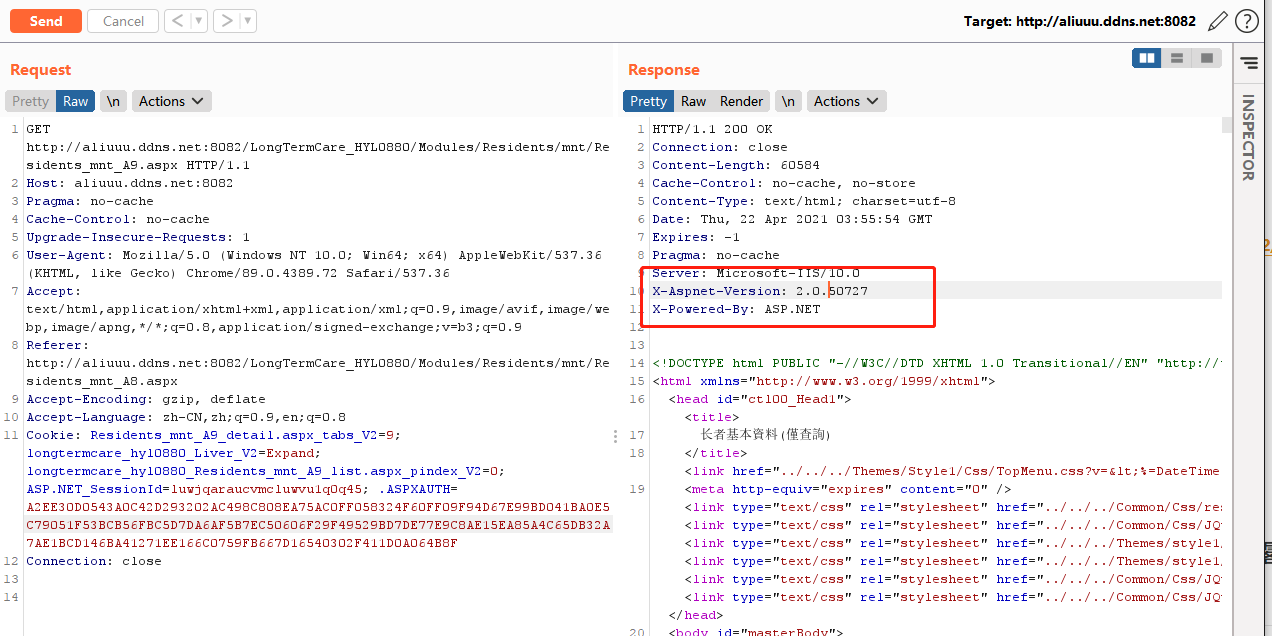 Send Cancel < > Target: http://aliuuu.ddns.net:8082 ?
Request
Pretty Raw \n Actions
1 GET
http://aliuuu.ddns.net:8082/LongTermCare_HYL0880/Modules/Residents/mnt/Re
sidents_mnt_A9.aspx HTTP/1.1
2 Host: aliuuu.ddns.net:8082
3 Pragma: no-cache
4 Cache-Control: no-cache
5 Upgrade-Insecure-Requests: 1
6 User-Agent: Mozilla/5.0 (Windows NT 10.0; Win64; x64) AppleWebKit/537.36
(KHTML, like Gecko) Chrome/89.0.4389.72 Safari/537.36
7 Accept:
text/html,application/xhtml+xml,application/xml;q=0.9,image/avif,image/we
bp,image/apng,*/*;q=0.8,application/signed-exchange;v=b3;q=0.9
8 Referer:
http://aliuuu.ddns.net:8082/LongTermCare_HYL0880/Modules/Residents/mnt/Re
sidents_mnt_A8.aspx
9 Accept-Encoding: gzip, deflate
10 Accept-Language: zh-CN,zh;q=0.9,en;q=0.8
11 Cookie: Residents_mnt_A9_detail.aspx_tabs_V2=9;
longtermcare_hyl0880_Liver_V2=Expand;
longtermcare_hyl0880_Residents_mnt_A9_list.aspx_pindex_V2=0;
ASP.NET_SessionId=luwjqaraucvmcluwvulq0q45; .ASPXAUTH=
A2EE30D0543A0C42D293202AC498C808EA75AC0FF058324F60FF09F94D67E99BD041BA0E5
C79051F53BCB56FBC5D7DA6AF5B7EC50606F29F49529BD7DE77E9C8AE15EA85A4C65DB32A
7AE1BCD146BA41271EE166C0759FB667D16540302F411D0A064B8F
12 Connection: close
13
14
Response
Pretty Raw Render \n Actions
1 HTTP/1.1 200 OK
2 Connection: close
3 Content-Length: 60584
4 Cache-Control: no-cache, no-store
5 Content-Type: text/html; charset=utf-8
6 Date: Thu, 22 Apr 2021 03:55:54 GMT
7 Expires: -1
8 Pragma: no-cache
9 Server: Microsoft-IIS/10.0
10 X-Aspnet-Version: 2.0.50727
11 X-Powered-By: ASP.NET
12
13
14 <!DOCTYPE html PUBLIC "-//W3C//DTD XHTML 1.0 Transitional//EN" "http://
15 <html xmlns="http://www.w3.org/1999/xhtml">
16 <head id="ctl00_Head1">
<title>
17 长者基本資料(僅查詢)
18 </title>
<link href="../../../Themes/Style1/Css/TopMenu.css?v=&lt;%=DateTime
19 <meta http-equiv="expires" content="0" />
<link type="text/css" rel="stylesheet" href="../../../Common/Css/res
<link type="text/css" rel="stylesheet" href="../../../Common/Css/JQ
<link type="text/css" rel="stylesheet" href="../../../Themes/style1,
<link type="text/css" rel="stylesheet" href="../../../Themes/style1,
<link type="text/css" rel="stylesheet" href="../../../Common/Css/JQ
<link type="text/css" rel="stylesheet" href="../../../Common/Css/JQ
</head>
20 <body id="masterBody">
INSPECTOR